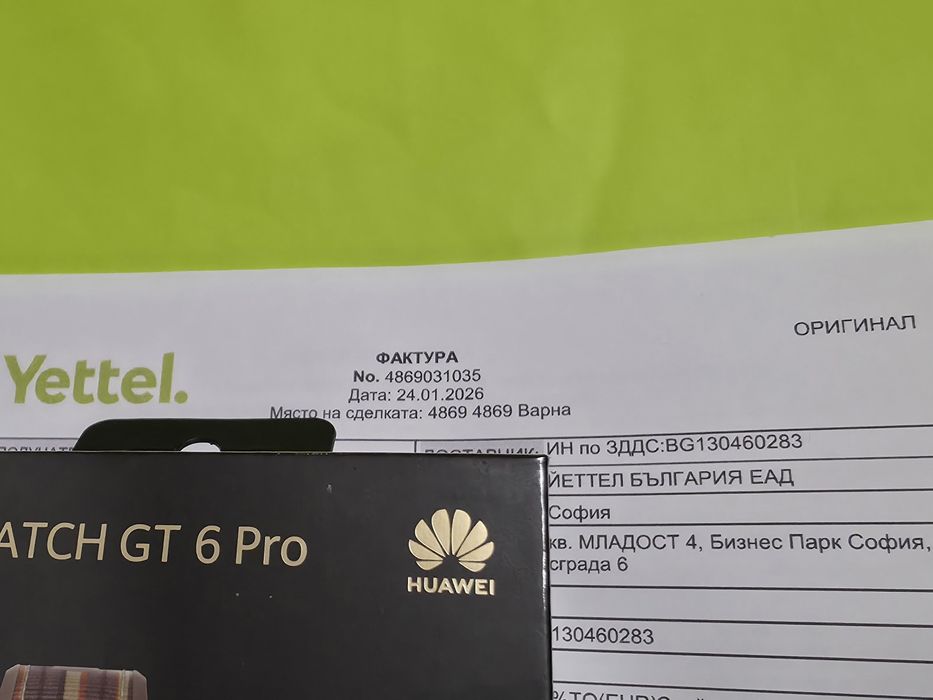 ОРИГИНАЛ
Yettel.
ФАКТУРА
No. 4869031035
Дата: 24.01.2026
Място на сделката: 4869 4869 Варна
ИН по ЗДДС:BG130460283
ЙЕТТЕЛ БЪЛГАРИЯ ЕАД
София
кв. МЛАДОСТ 4, Бизнес Парк София,
сграда 6
130460283
ATCH GT 6 Pro
HUAWEI